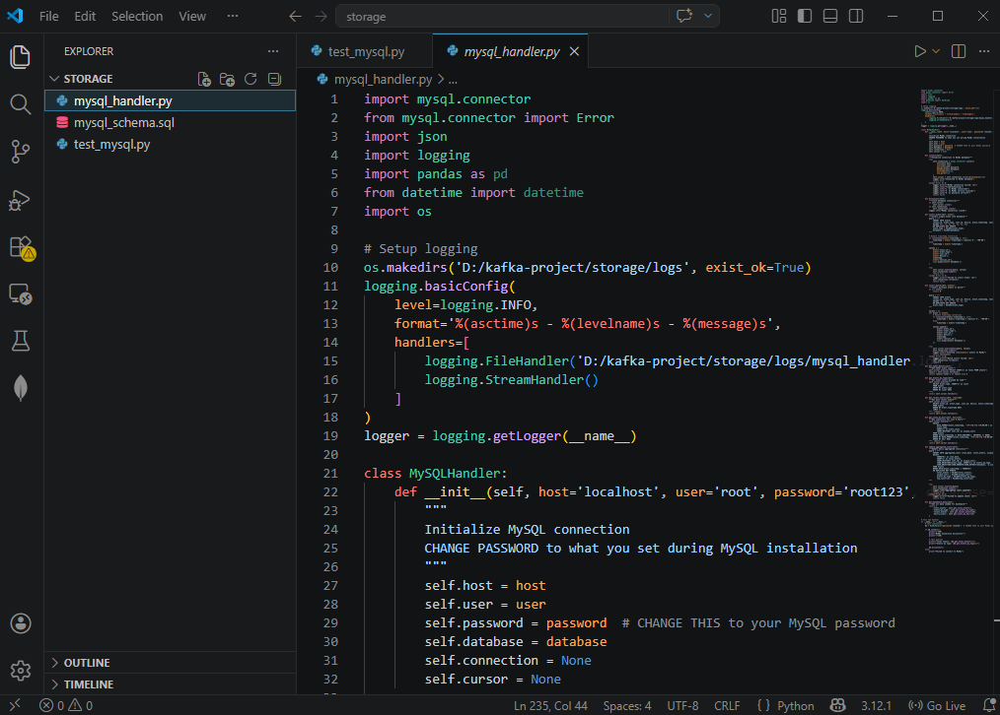 File Edit Selection View ··· storage
EXPLORER ···
STORAGE
mysql_handler.py
mysql_schema.sql
test_mysql.py
OUTLINE
TIMELINE
test_mysql.py mysql_handler.py
mysql_handler.py > ...
1 import mysql.connector
2 from mysql.connector import Error
3 import json
4 import logging
5 import pandas as pd
6 from datetime import datetime
7 import os
8
9 # Setup logging
10 os.makedirs('D:/kafka-project/storage/logs', exist_ok=True)
11 logging.basicConfig(
12     level=logging.INFO,
13     format='%(asctime)s - %(levelname)s - %(message)s',
14     handlers=[
15         logging.FileHandler('D:/kafka-project/storage/logs/mysql_handler
16         logging.StreamHandler()
17     ]
18 )
19 logger = logging.getLogger(__name__)
20
21 class MySQLHandler:
22     def __init__(self, host='localhost', user='root', password='root123',
23         """
24         Initialize MySQL connection
25         CHANGE PASSWORD to what you set during MySQL installation
26         """
27         self.host = host
28         self.user = user
29         self.password = password  # CHANGE THIS to your MySQL password
30         self.database = database
31         self.connection = None
32         self.cursor = None
0 0 Ln 235, Col 44 Spaces: 4 UTF-8 CRLF { } Python 3.12.1 Go Live